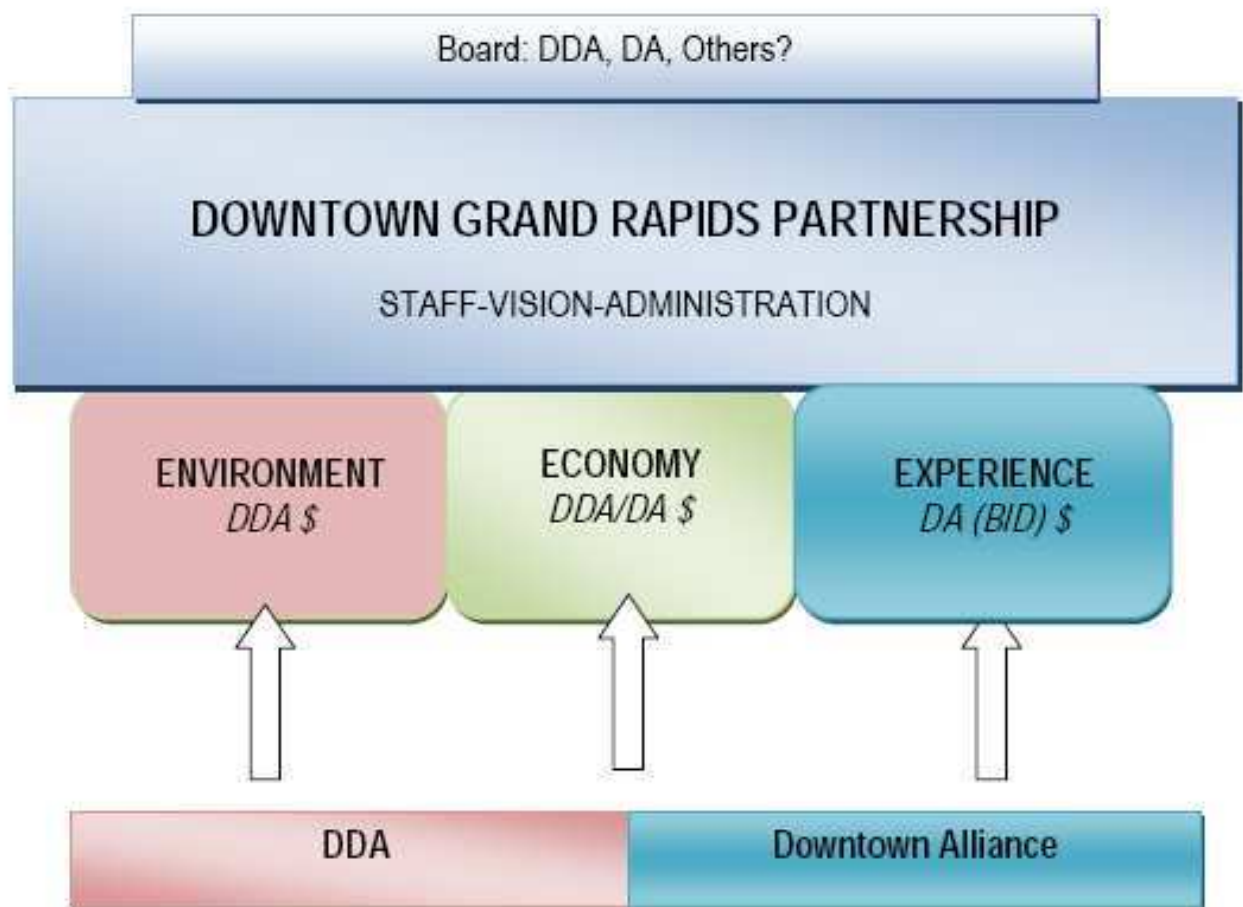 Board: DDA, DA, Others?
DOWNTOWN GRAND RAPIDS PARTNERSHIP
STAFF-VISION-ADMINISTRATION
ENVIRONMENT
DDA $
ECONOMY
DDA/DA $
EXPERIENCE
DA (BID) $
DDA
Downtown Alliance